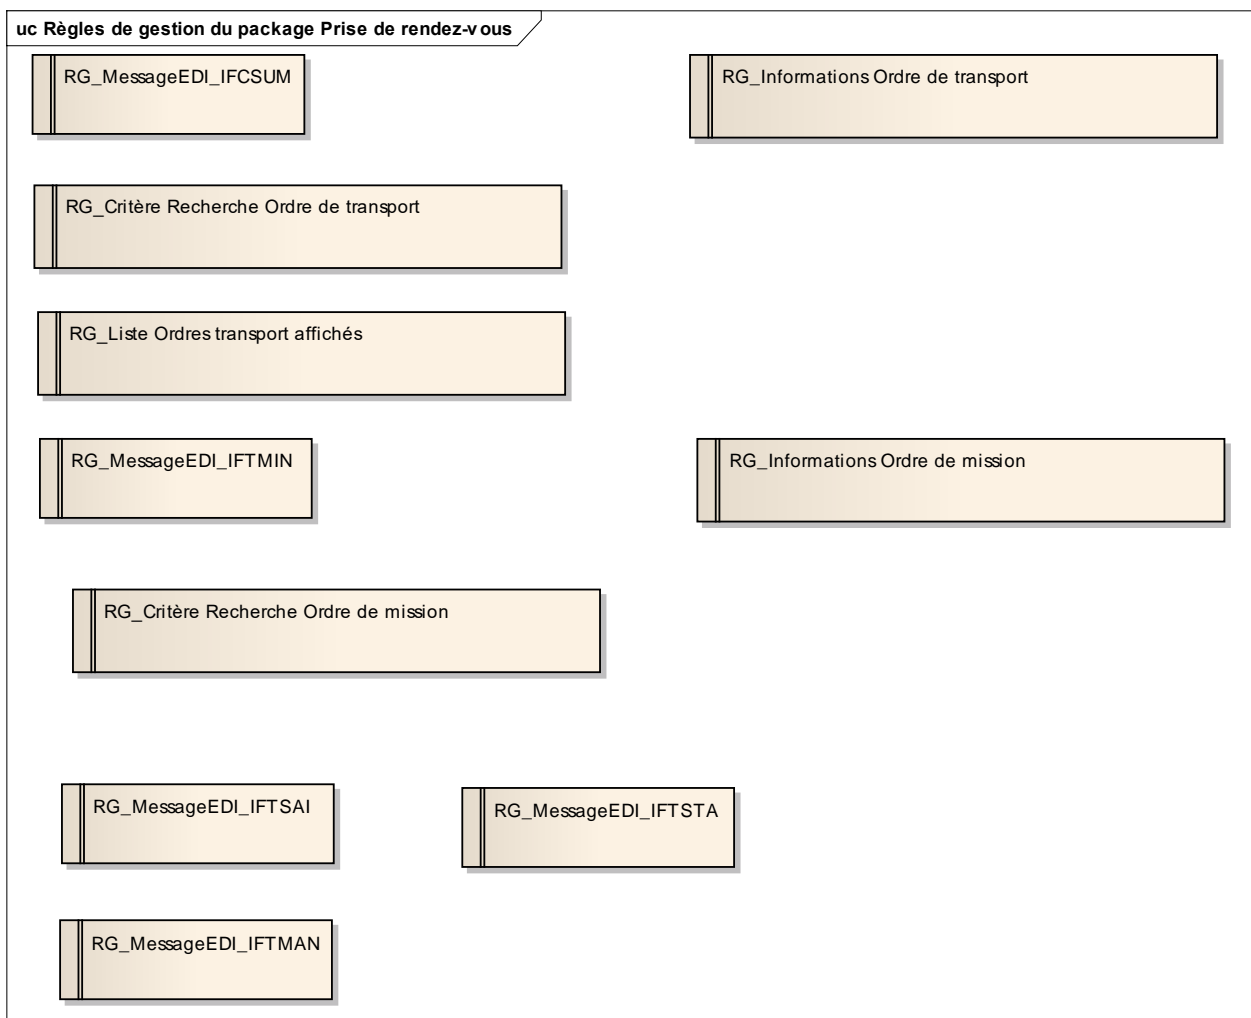 uc Règles de gestion du package Prise de rendez-vous
RG_MessageEDI_IFCSUM
RG_Informations Ordre de transport
RG_Critère Recherche Ordre de transport
RG_Liste Ordres transport affichés
RG_MessageEDI_IFTMIN
RG_Informations Ordre de mission
RG_Critère Recherche Ordre de mission
RG_MessageEDI_IFTSAI
RG_MessageEDI_IFTSTA
RG_MessageEDI_IFTMAN